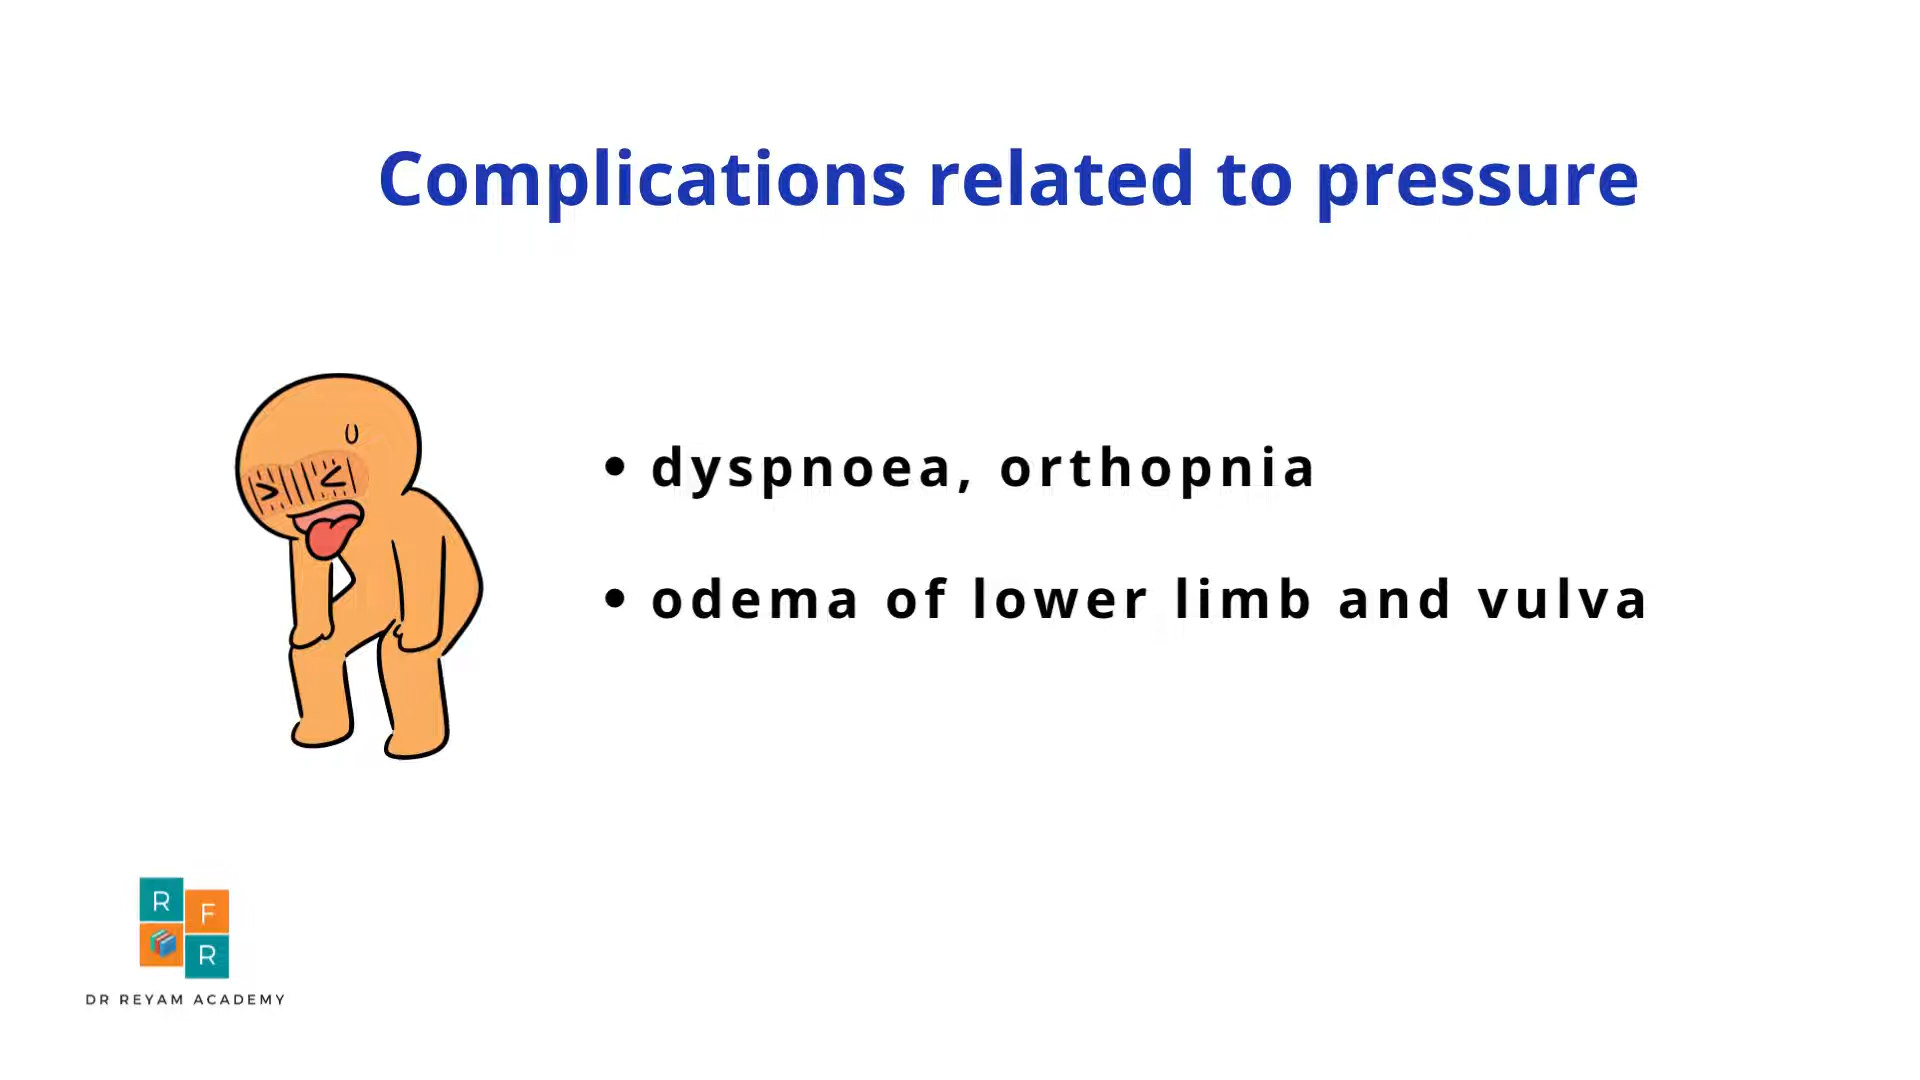 Complications related to pressure
• dyspnoea, orthopnia
• odema of lower limb and vulva
R
F
R
DR REYAM ACADEMY